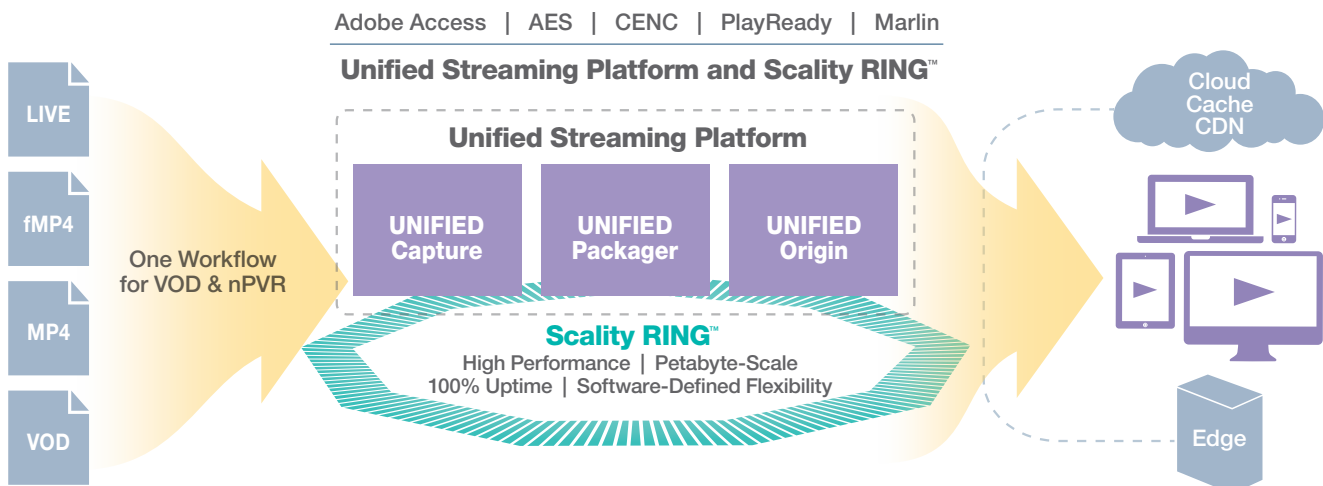 Adobe Access | AES | CENC | PlayReady | Marlin
Unified Streaming Platform and Scality RING™
LIVE
fMP4
MP4
VOD
One Workflow
for VOD & nPVR
Unified Streaming Platform
UNIFIED
Capture
UNIFIED
Packager
UNIFIED
Origin
Scality RING™
High Performance | Petabyte-Scale
100% Uptime | Software-Defined Flexibility
Cloud
Cache
CDN
Edge